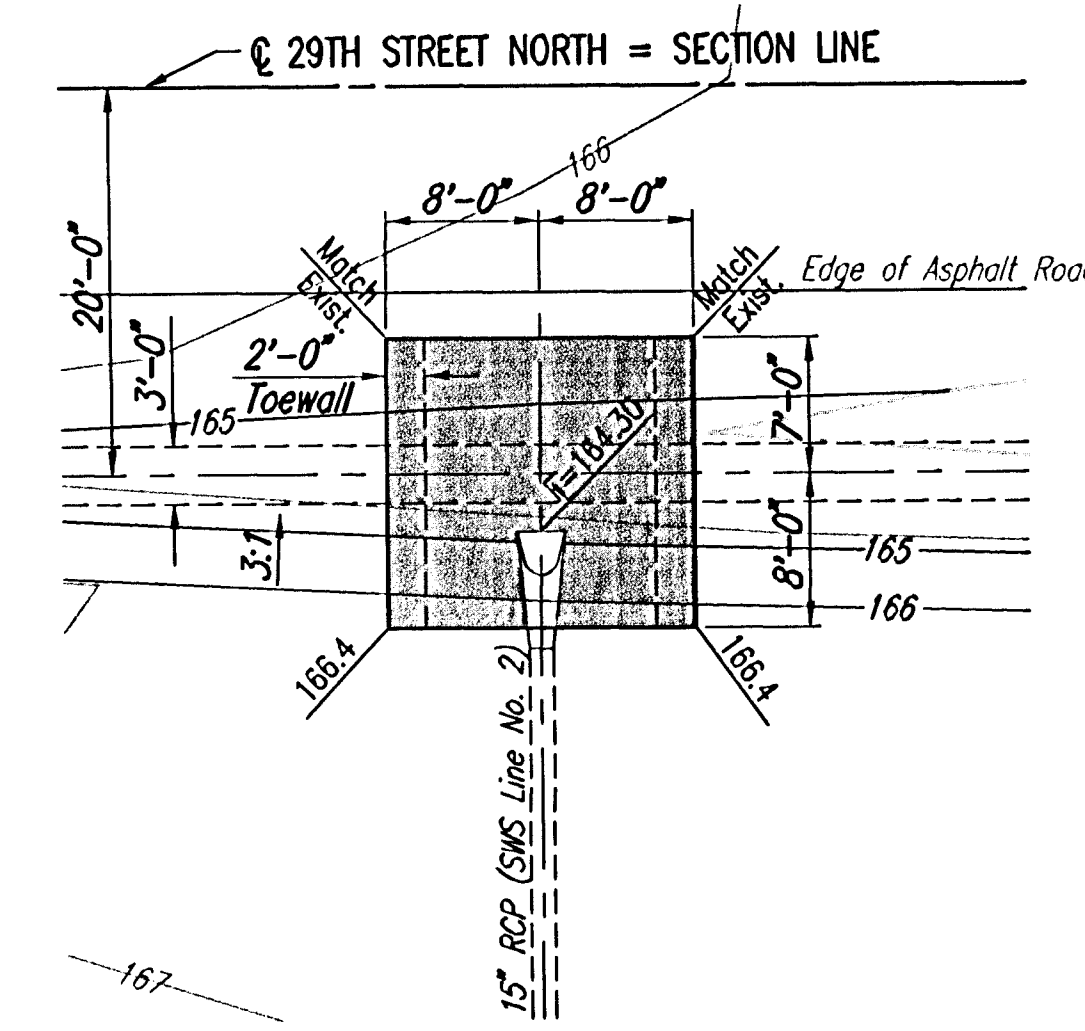 ℄ 29TH STREET NORTH = SECTION LINE
166
8'-0" 8'-0"
20'-0"
Match
Exist.
Match
Exist.
Edge of Asphalt Road
3'-0"
2'-0"
Toewall
165
7'-0"
I=164.30
3:1
8'-0"
165
166
166.4
166.4
15" RCP (SWS Line No. 2)
167